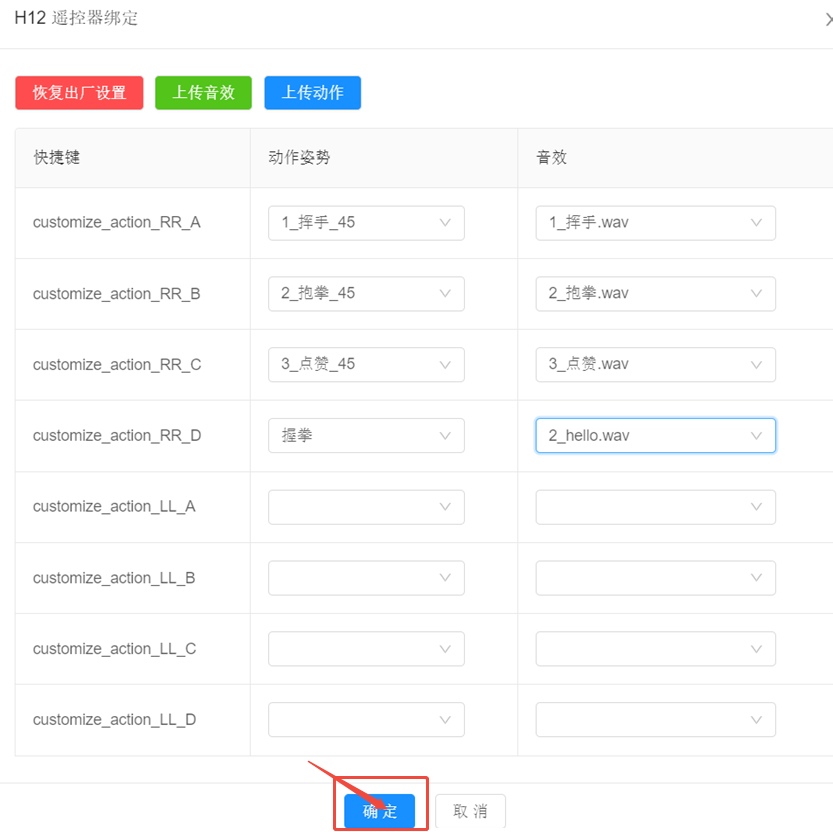 H12 遥控器绑定
恢复出厂设置 上传音效 上传动作
快捷键 动作姿势 音效
customize_action_RR_A 1_挥手_45 1_挥手.wav
customize_action_RR_B 2_抱拳_45 2_抱拳.wav
customize_action_RR_C 3_点赞_45 3_点赞.wav
customize_action_RR_D 握拳 2_hello.wav
customize_action_LL_A
customize_action_LL_B
customize_action_LL_C
customize_action_LL_D
确 定 取 消